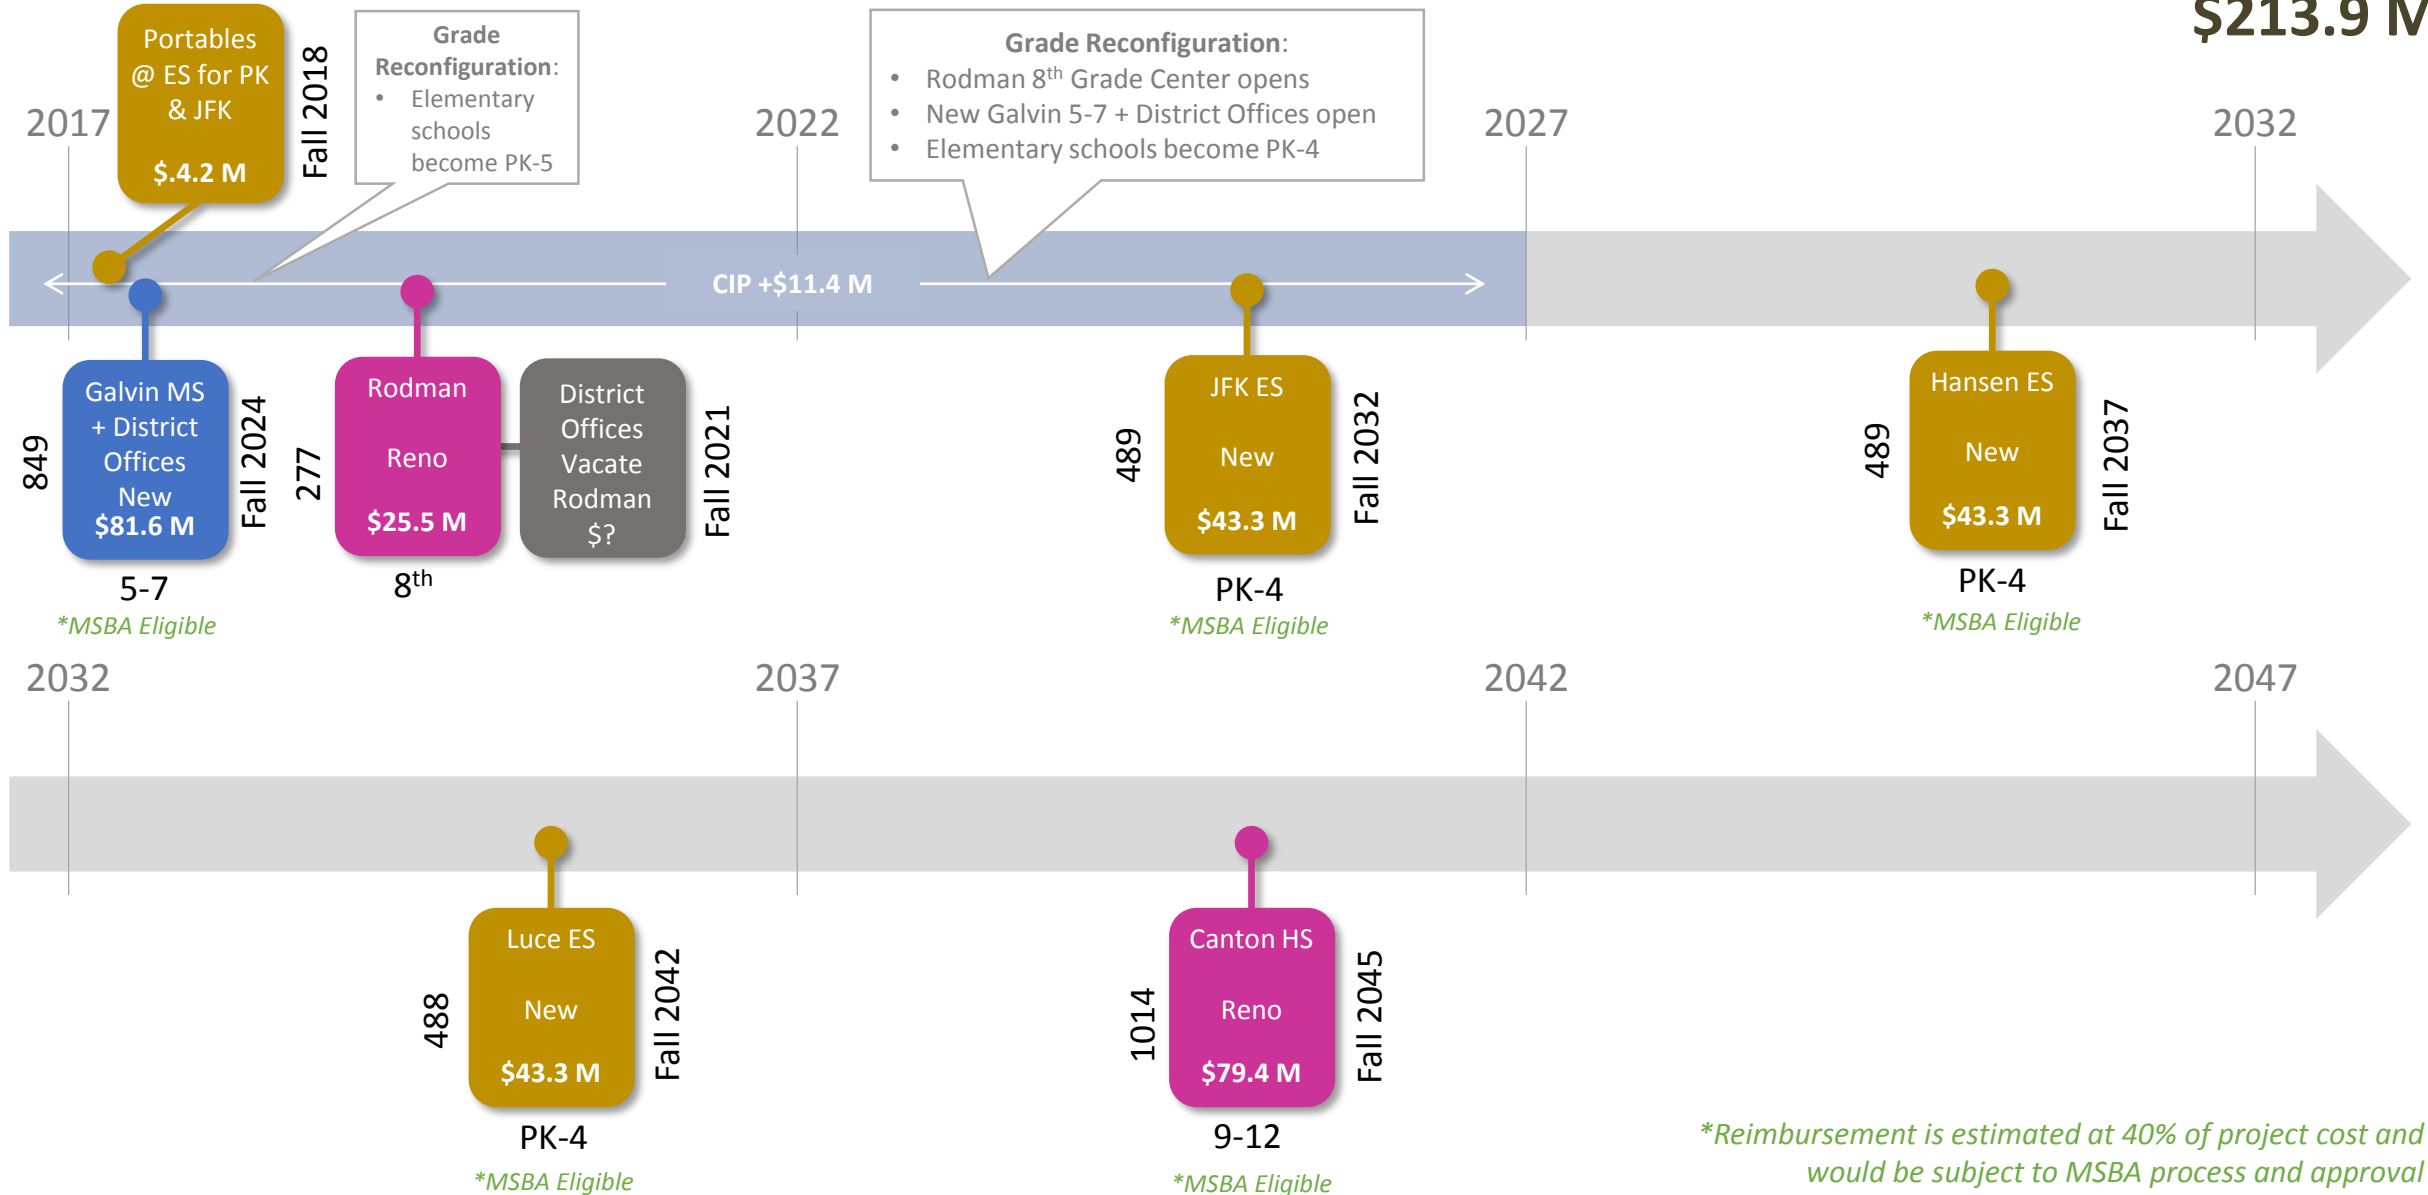 $213.9 M
Portables
@ ES for PK
& JFK
$.4.2 M
Fall 2018
Grade
Reconfiguration:
• Elementary
schools
become PK-5
Grade Reconfiguration:
• Rodman 8th Grade Center opens
• New Galvin 5-7 + District Offices open
• Elementary schools become PK-4
2017
2022
2027
2032
CIP +$11.4 M
849
Galvin MS
+ District
Offices
New
$81.6 M
Fall 2024
5-7
*MSBA Eligible
277
Rodman
Reno
$25.5 M
8th
District
Offices
Vacate
Rodman
$?
Fall 2021
489
JFK ES
New
$43.3 M
Fall 2032
PK-4
*MSBA Eligible
489
Hansen ES
New
$43.3 M
Fall 2037
PK-4
*MSBA Eligible
2032
2037
2042
2047
488
Luce ES
New
$43.3 M
Fall 2042
PK-4
*MSBA Eligible
1014
Canton HS
Reno
$79.4 M
Fall 2045
9-12
*MSBA Eligible
*Reimbursement is estimated at 40% of project cost and
would be subject to MSBA process and approval